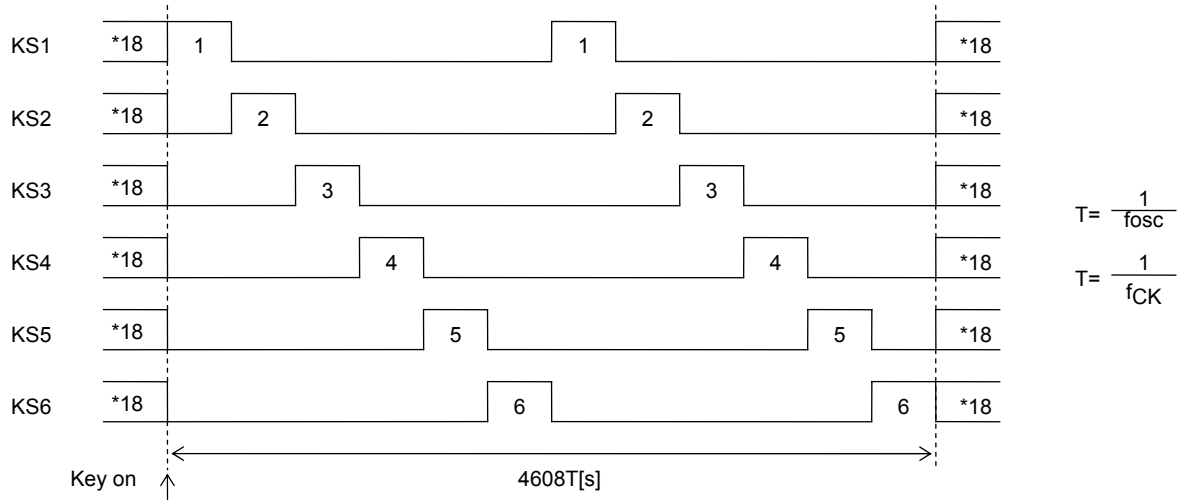 KS1 *18 1 1 *18
KS2 *18 2 2 *18
KS3 *18 3 3 *18
T= 1
fosc
KS4 *18 4 4 *18
T= 1
fCK
KS5 *18 5 5 *18
KS6 *18 6 6 *18
Key on 4608T[s]